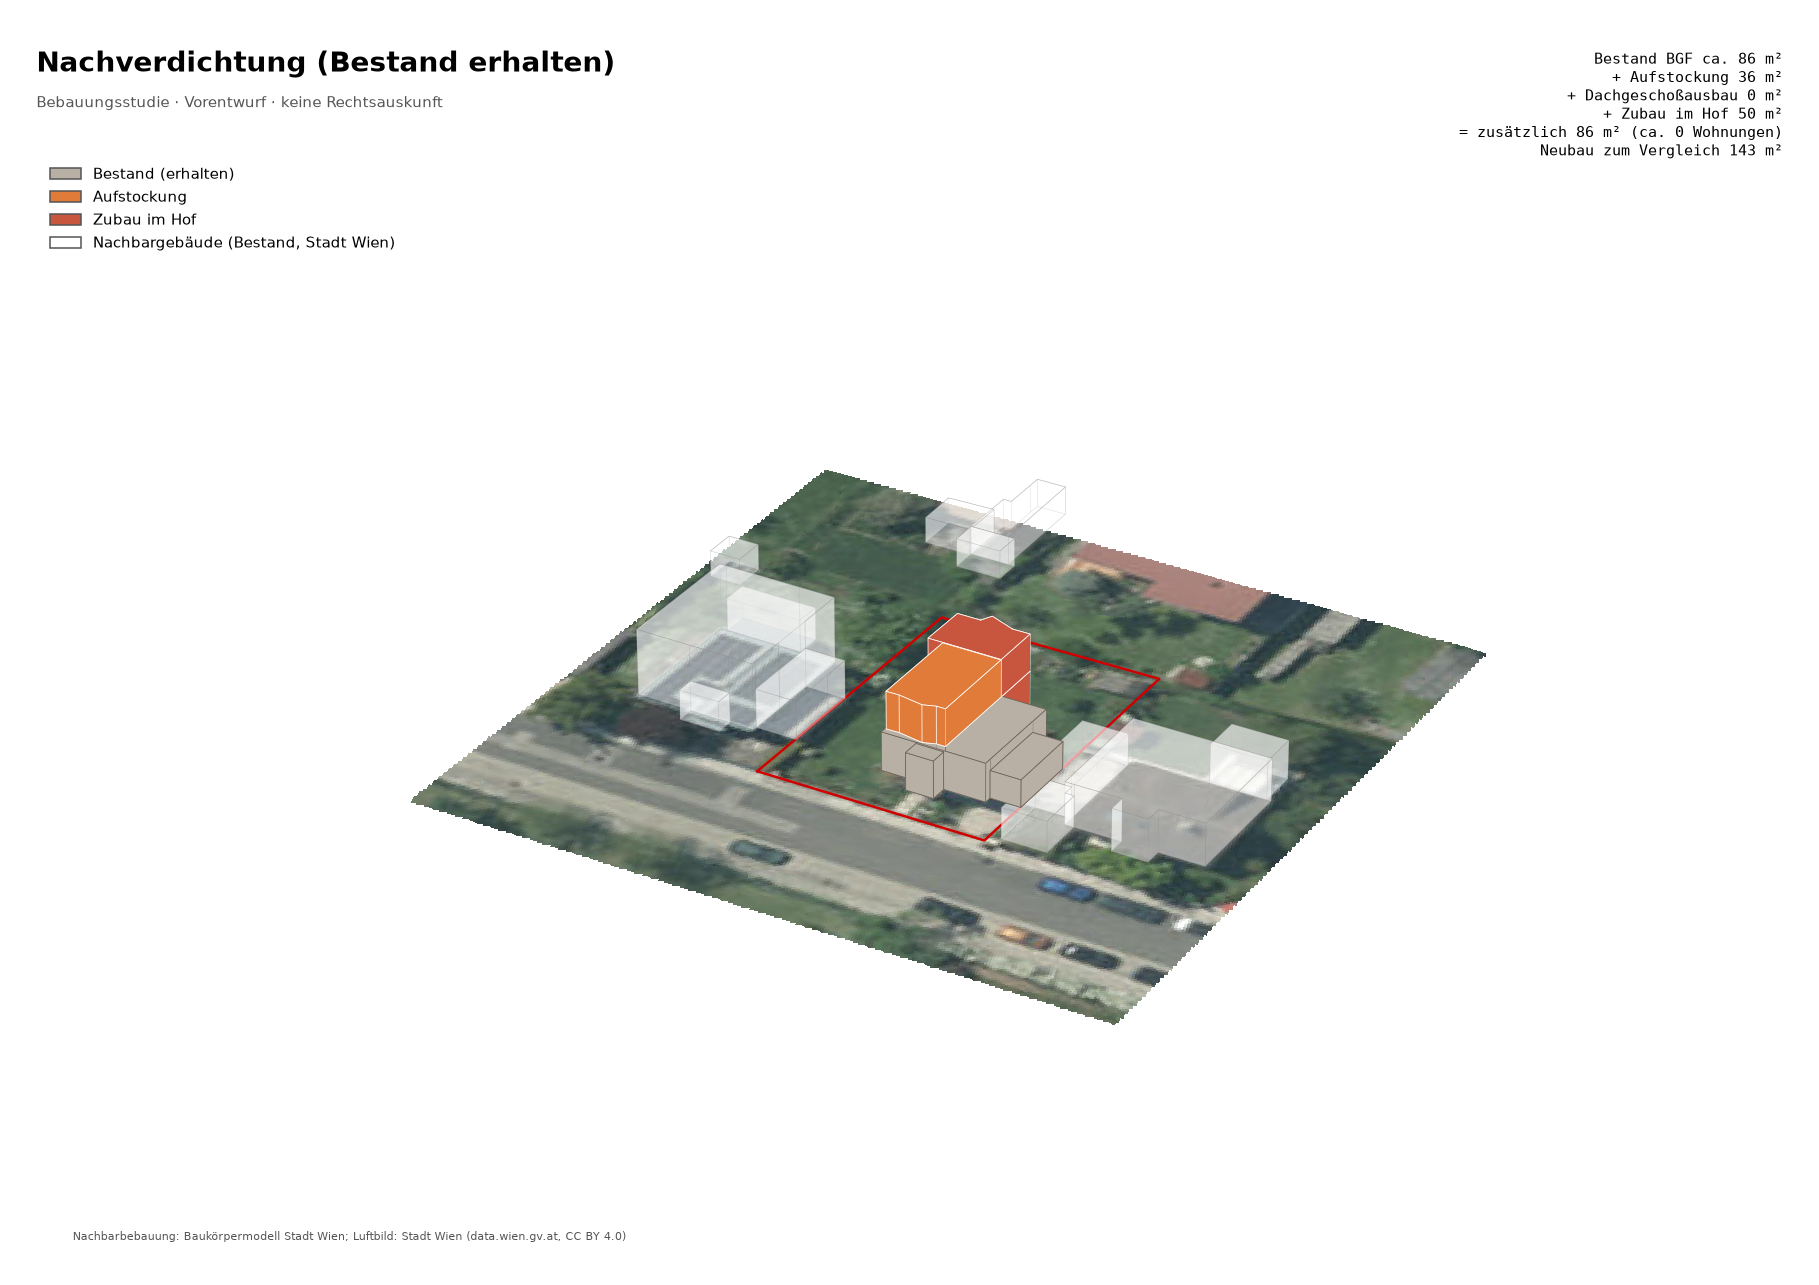 Nachverdichtung (Bestand erhalten)
Bebauungsstudie · Vorentwurf · keine Rechtsauskunft
Bestand BGF ca. 86 m²
+ Aufstockung 36 m²
+ Dachgeschoßausbau 0 m²
+ Zubau im Hof 50 m²
= zusätzlich 86 m² (ca. 0 Wohnungen)
Neubau zum Vergleich 143 m²
Bestand (erhalten)
Aufstockung
Zubau im Hof
Nachbargebäude (Bestand, Stadt Wien)
Nachbarbebauung: Baukörpermodell Stadt Wien; Luftbild: Stadt Wien (data.wien.gv.at, CC BY 4.0)